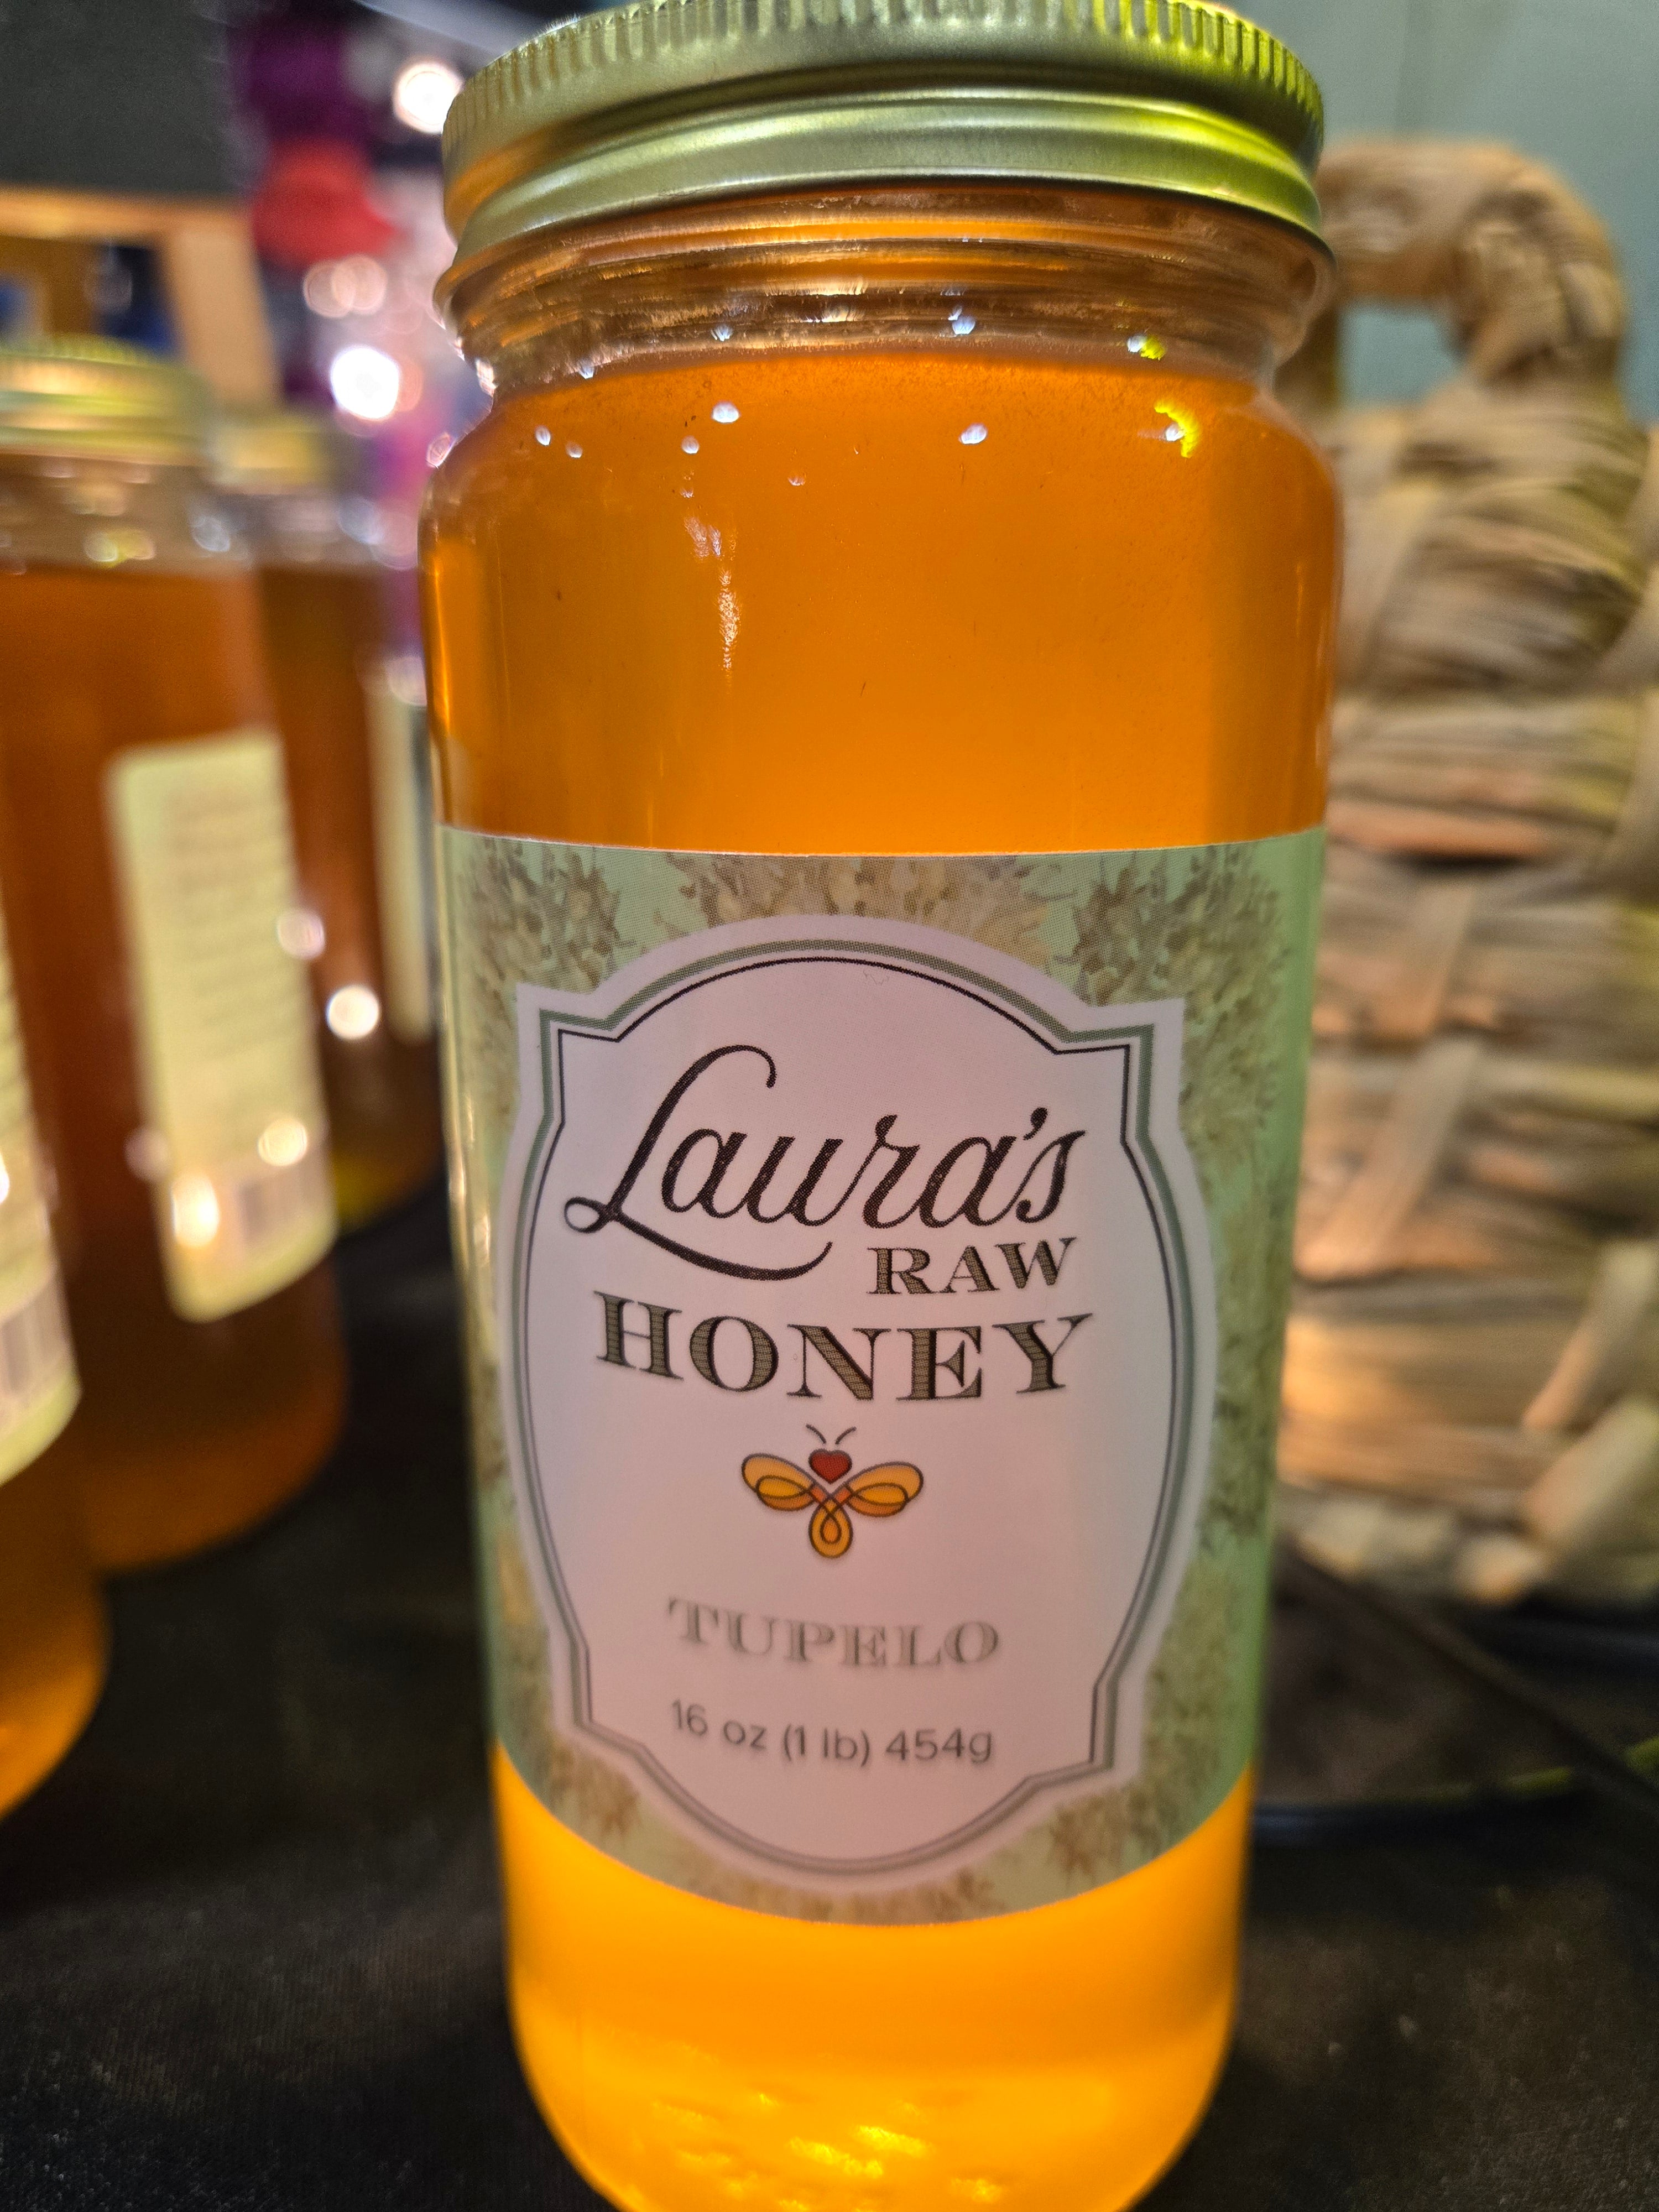 Laura's
RAW
HONEY
TUPELO
16 oz (1 lb) 454g